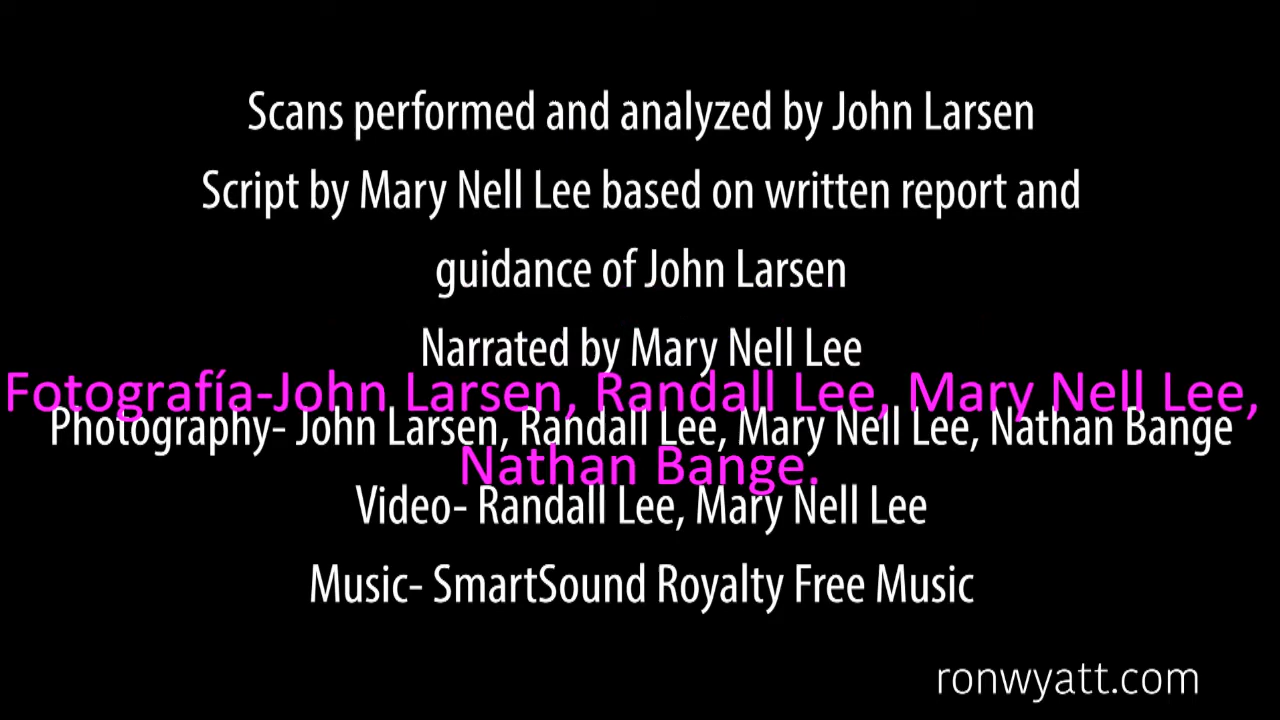 Scans performed and analyzed by John Larsen
Script by Mary Nell Lee based on written report and
guidance of John Larsen
Narrated by Mary Nell Lee
Fotografía-John Larsen, Randall Lee, Mary Nell Lee,
Photography- John Larsen, Randall Lee, Mary Nell Lee, Nathan Bange
Nathan Bange.
Video- Randall Lee, Mary Nell Lee
Music- SmartSound Royalty Free Music
ronwyatt.com